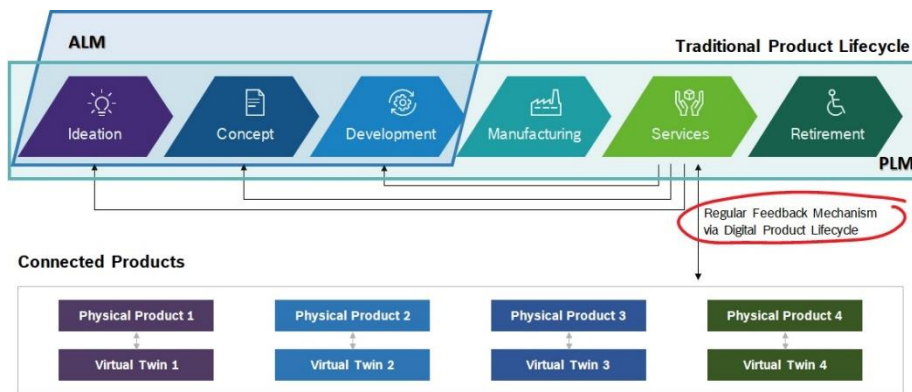 ALM
Traditional Product Lifecycle
Ideation
Concept
Development
Manufacturing
Services
Retirement
PLM
Regular Feedback Mechanism
via Digital Product Lifecycle
Connected Products
Physical Product 1
Physical Product 2
Physical Product 3
Physical Product 4
Virtual Twin 1
Virtual Twin 2
Virtual Twin 3
Virtual Twin 4